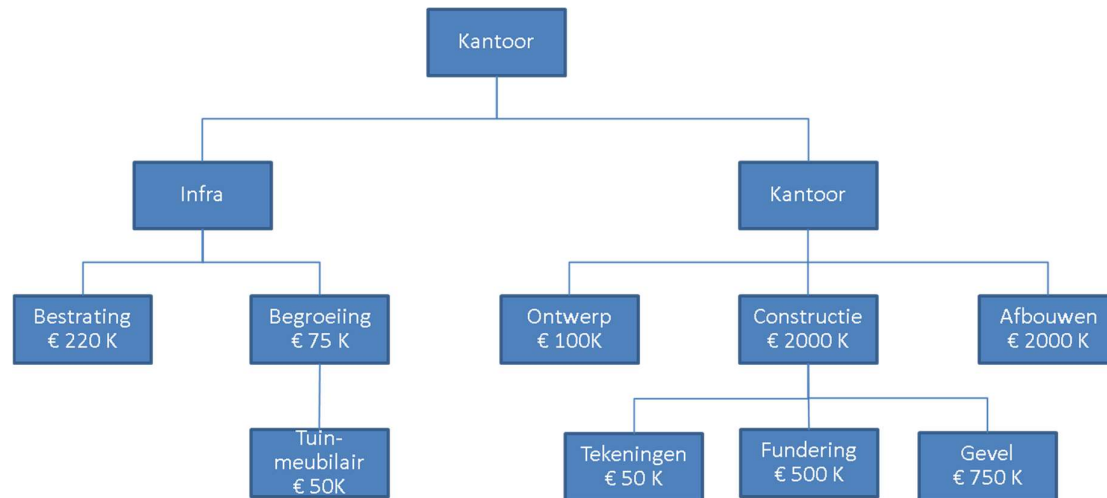 Kantoor
Infra
Kantoor
Bestrating
€ 220 K
Begroeiing
€ 75 K
Ontwerp
€ 100K
Constructie
€ 2000 K
Afbouwen
€ 2000 K
Tuin-
meubilair
€ 50K
Tekeningen
€ 50 K
Fundering
€ 500 K
Gevel
€ 750 K